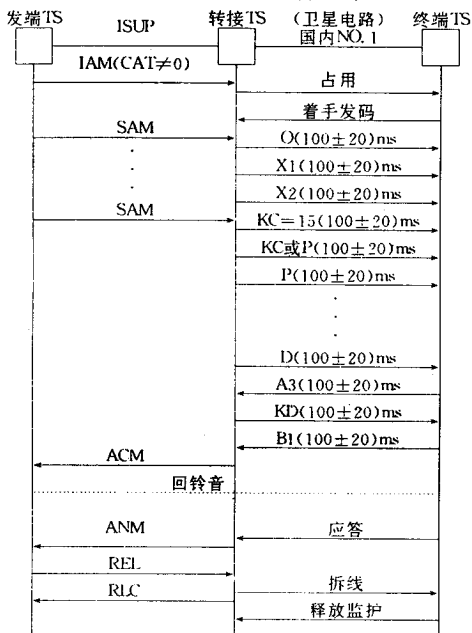 发端TS ISUP 转接TS (卫星电路) 终端TS
国内NO.1
IAM(CAT≠0)
占用
着手发码
SAM
O(100±20)ms
X1(100±20)ms
X2(100±20)ms
SAM
KC=15(100±20)ms
KC或P(100±20)ms
P(100±20)ms
D(100±20)ms
A3(100±20)ms
KD(100±20)ms
B1(100±20)ms
ACM
回铃音
ANM 应答
REL
RLC 拆线
释放监护